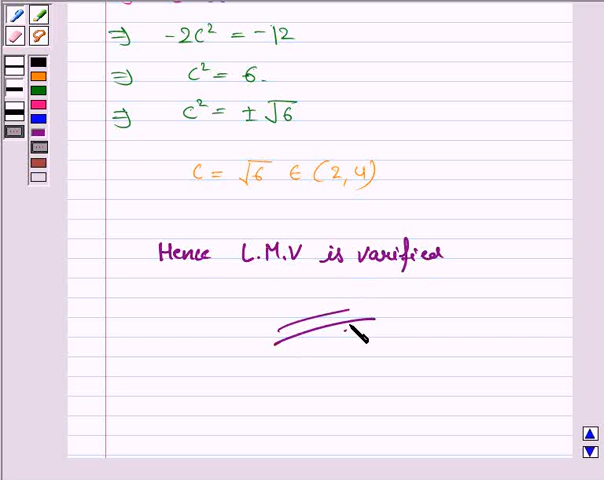 ⇒ -2c² = -12
⇒ c² = 6.
⇒ c² = ± √6
c = √6 ∈ (2, 4)
Hence L.M.V is varified